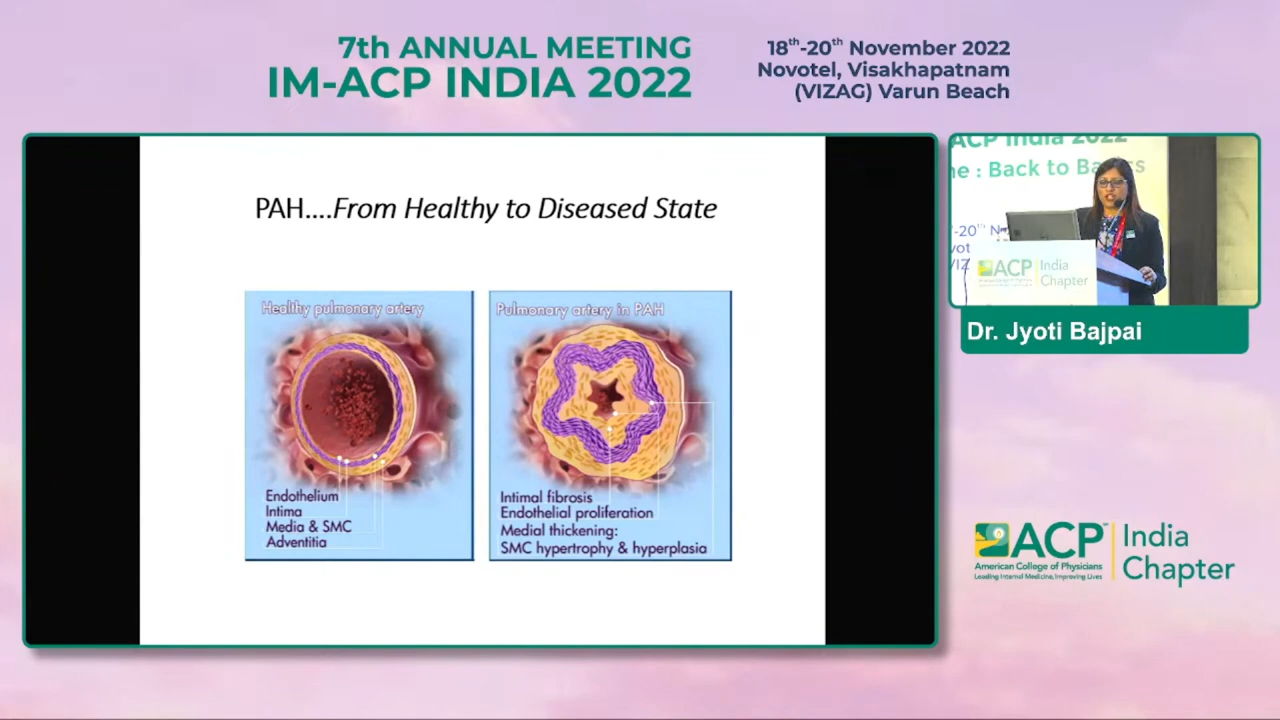 7th ANNUAL MEETING
IM-ACP INDIA 2022
18th-20th November 2022
Novotel, Visakhapatnam
(VIZAG) Varun Beach
PAH....From Healthy to Diseased State
Healthy pulmonary artery
Endothelium
Intima
Media & SMC
Adventitia
Pulmonary artery in PAH
Intimal fibrosis
Endothelial proliferation
Medial thickening:
SMC hypertrophy & hyperplasia
ACP India 2022
: Back to
-20th
ACP India
Chapter
Dr. Jyoti Bajpai
ACP India
Chapter
American College of Physicians
Leading Internal Medicine, Improving Lives